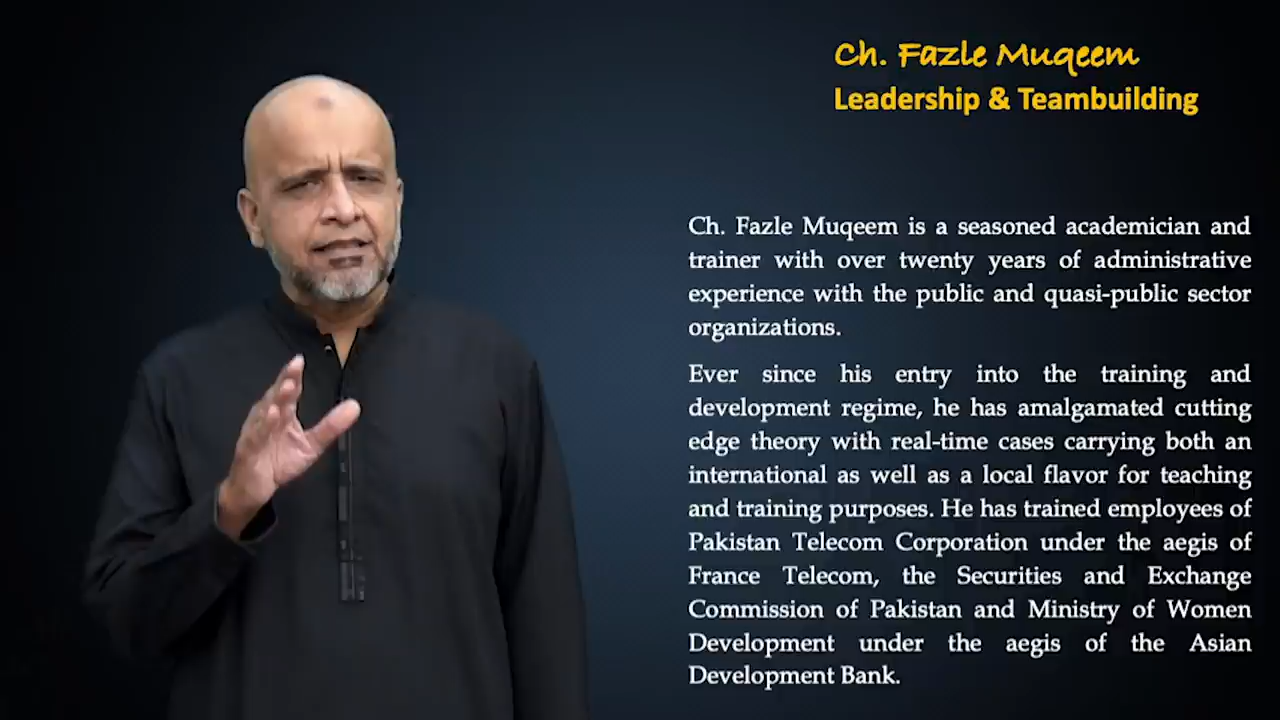 Ch. Fazle Muqeem
Leadership & Teambuilding
Ch. Fazle Muqeem is a seasoned academician and
trainer with over twenty years of administrative
experience with the public and quasi-public sector
organizations.
Ever since his entry into the training and
development regime, he has amalgamated cutting
edge theory with real-time cases carrying both an
international as well as a local flavor for teaching
and training purposes. He has trained employees of
Pakistan Telecom Corporation under the aegis of
France Telecom, the Securities and Exchange
Commission of Pakistan and Ministry of Women
Development under the aegis of the Asian
Development Bank.